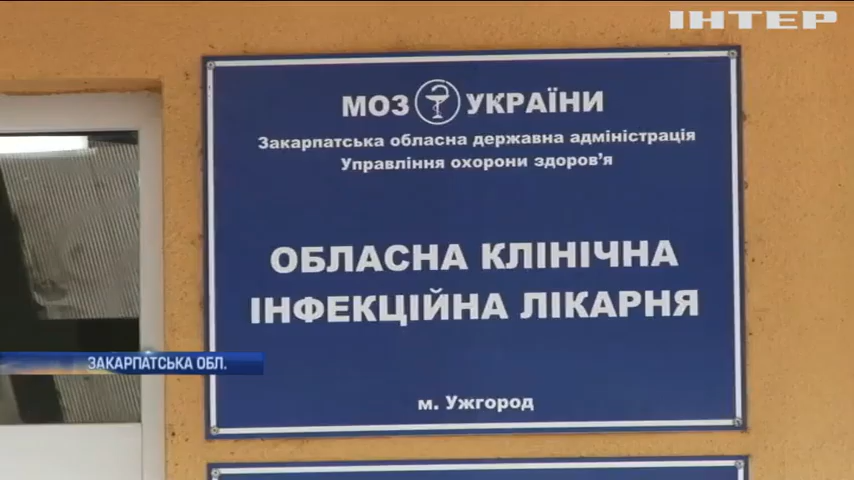 ІНТЕР
МОЗ УКРАЇНИ
Закарпатська обласна державна адміністрація
Управління охорони здоров'я
ОБЛАСНА КЛІНІЧНА
ІНФЕКЦІЙНА ЛІКАРНЯ
ЗАКАРПАТСЬКА ОБЛ.
м. Ужгород